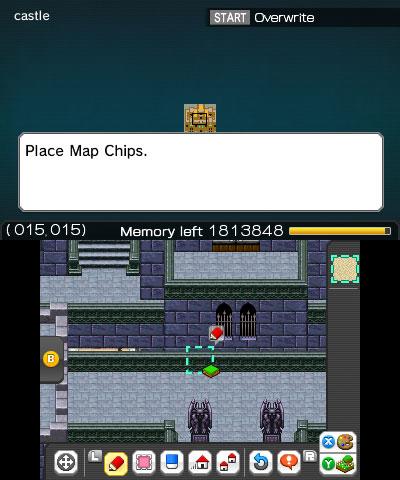 castle
START Overwrite
Place Map Chips.
(015,015) Memory left 1813848
B
L R X
Y